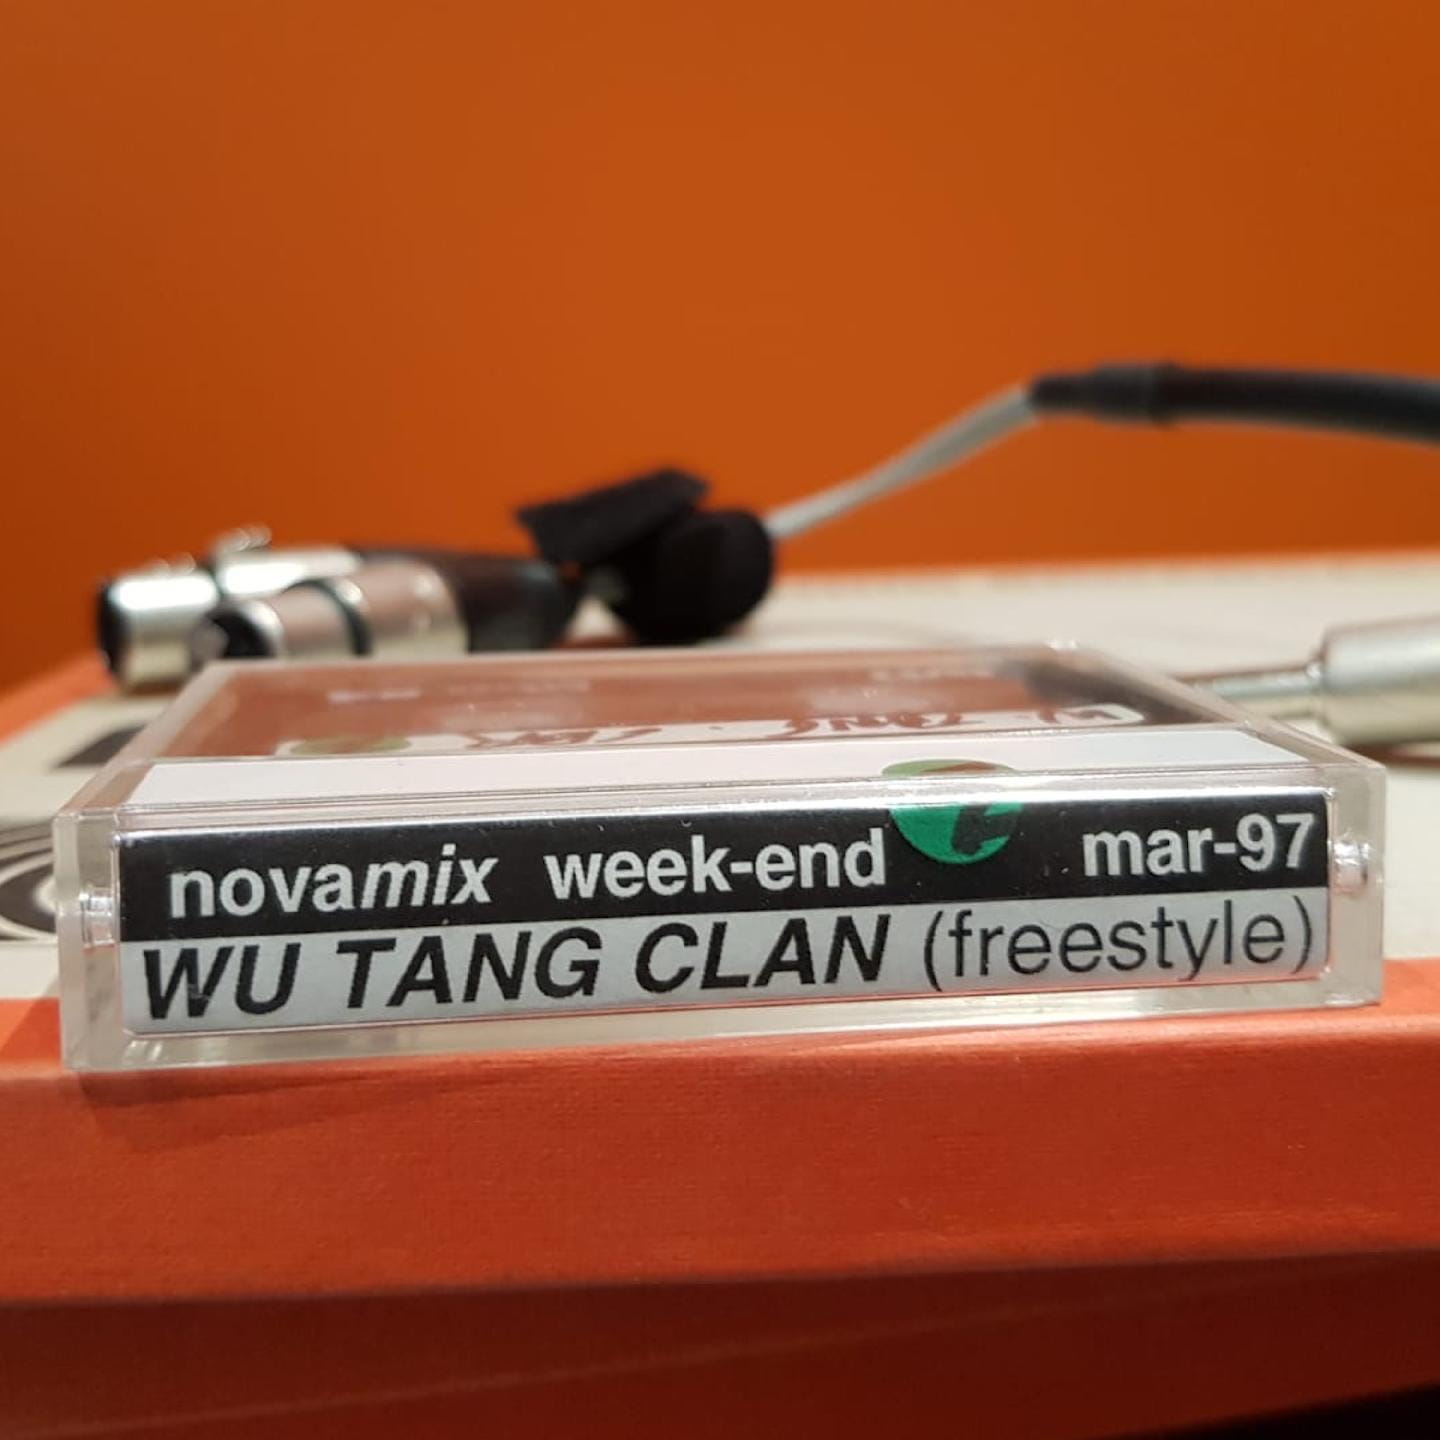 novamix week-end mar-97
WU TANG CLAN (freestyle)